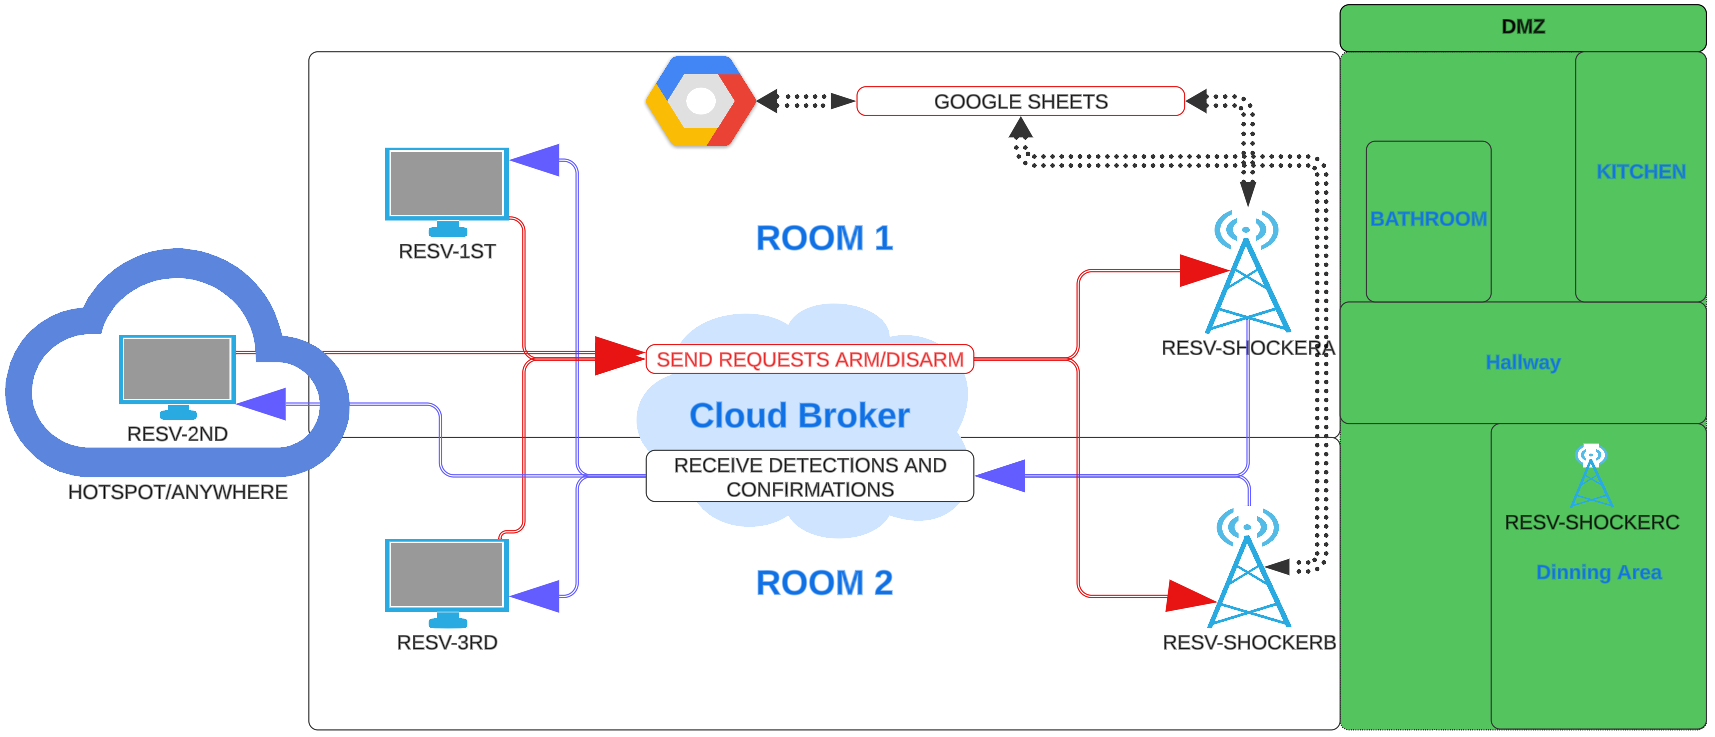 DMZ
GOOGLE SHEETS
KITCHEN
BATHROOM
ROOM 1
RESV-1ST
RESV-SHOCKERA
SEND REQUESTS ARM/DISARM
Hallway
Cloud Broker
RESV-2ND
RECEIVE DETECTIONS AND
CONFIRMATIONS
HOTSPOT/ANYWHERE
RESV-SHOCKERC
Dinning Area
ROOM 2
RESV-3RD
RESV-SHOCKERB